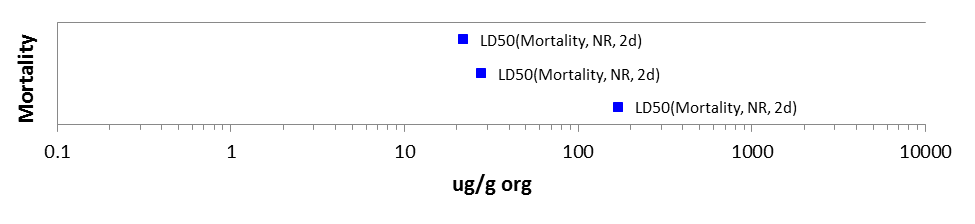 Mortality
LD50(Mortality, NR, 2d)
LD50(Mortality, NR, 2d)
LD50(Mortality, NR, 2d)
0.1 1 10 100 1000 10000
ug/g org